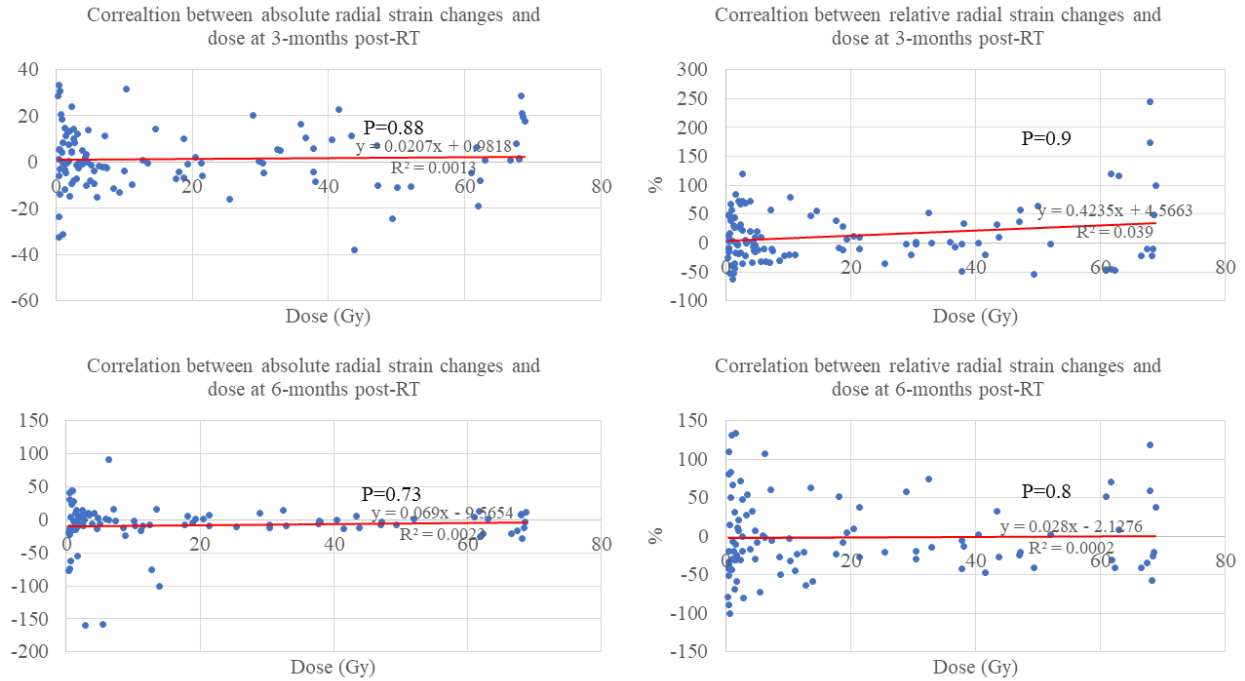 Correaltion between absolute radial strain changes and
dose at 3-months post-RT
40
20
0
-20
-40
-60
0
20
40
60
80
P=0.88
y = 0.0207x + 0.9818
R² = 0.0013
Dose (Gy)
Correaltion between relative radial strain changes and
dose at 3-months post-RT
300
250
200
150
100
50
0
-50
-100
%
0
20
40
60
80
P=0.9
y = 0.4235x + 4.5663
R² = 0.039
Dose (Gy)
Correlation between absolute radial strain changes and
dose at 6-months post-RT
150
100
50
0
-50
-100
-150
-200
0
20
40
60
80
P=0.73
y = 0.069x - 9.5654
R² = 0.0023
Dose (Gy)
Correlation between relative radial strain changes and
dose at 6-months post-RT
150
100
50
0
-50
-100
-150
%
0
20
40
60
80
P=0.8
y = 0.028x - 2.1276
R² = 0.0002
Dose (Gy)